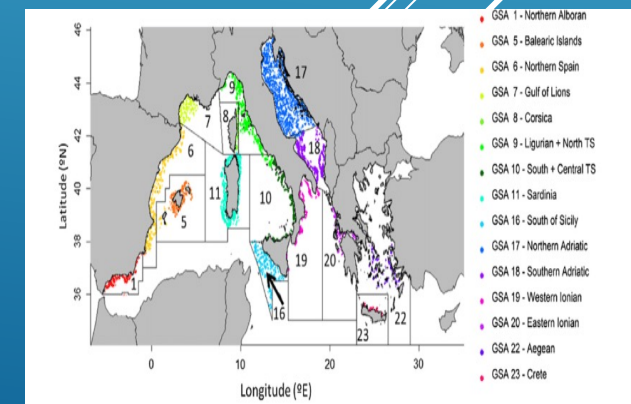 46
44
42
40
38
36
Latitude (ºN)
17
9
8
7
18
6
10
11
5
19
20
1
16
22
23
0
10
20
30
Longitude (ºE)
GSA 1 - Northern Alboran
GSA 5 - Balearic Islands
GSA 6 - Northern Spain
GSA 7 - Gulf of Lions
GSA 8 - Corsica
GSA 9 - Ligurian + North TS
GSA 10 - South + Central TS
GSA 11 - Sardinia
GSA 16 - South of Sicily
GSA 17 - Northern Adriatic
GSA 18 - Southern Adriatic
GSA 19 - Western Ionian
GSA 20 - Eastern Ionian
GSA 22 - Aegean
GSA 23 - Crete